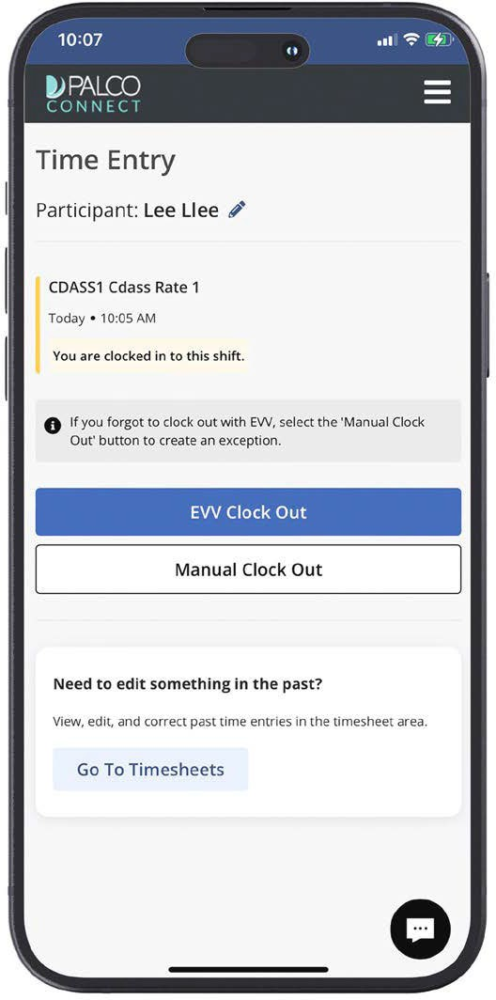 10:07
PALCO
CONNECT
Time Entry
Participant: Lee Llee
CDASS1 Cdass Rate 1
Today • 10:05 AM
You are clocked in to this shift.
If you forgot to clock out with EVV, select the 'Manual Clock
Out' button to create an exception.
EVV Clock Out
Manual Clock Out
Need to edit something in the past?
View, edit, and correct past time entries in the timesheet area.
Go To Timesheets